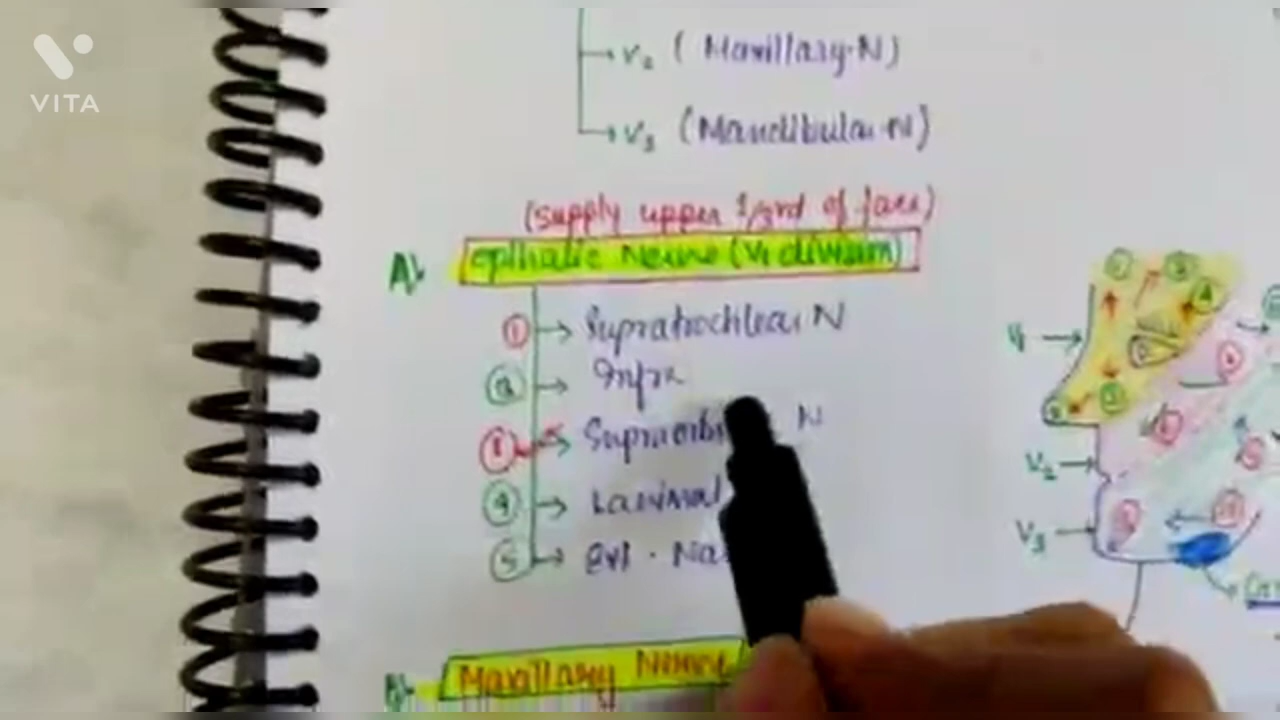 VITA
→ V₂ (Maxillary·N)
→ V₃ (Mandibular·N)
(Supply upper 1/3rd of face)
A). Opthalic Nerve (V₁ division)
① → Supratrochlear N
② → Infra
③ → Supraorbi N
④ → Lacrimal
⑤ → Ext · Na
B). Maxillary Nerve
V₁ →
V₂ →
V₃ →